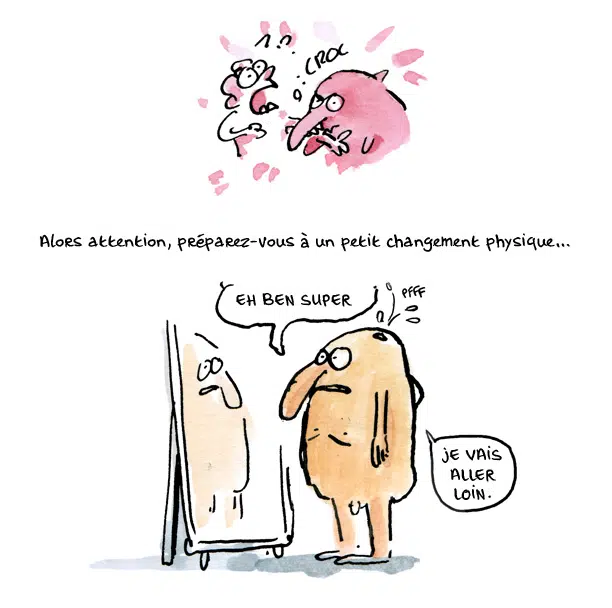 ?!?
CROC
Alors attention, préparez-vous à un petit changement physique...
EH BEN SUPER
PFFF
JE VAIS
ALLER
LOIN.